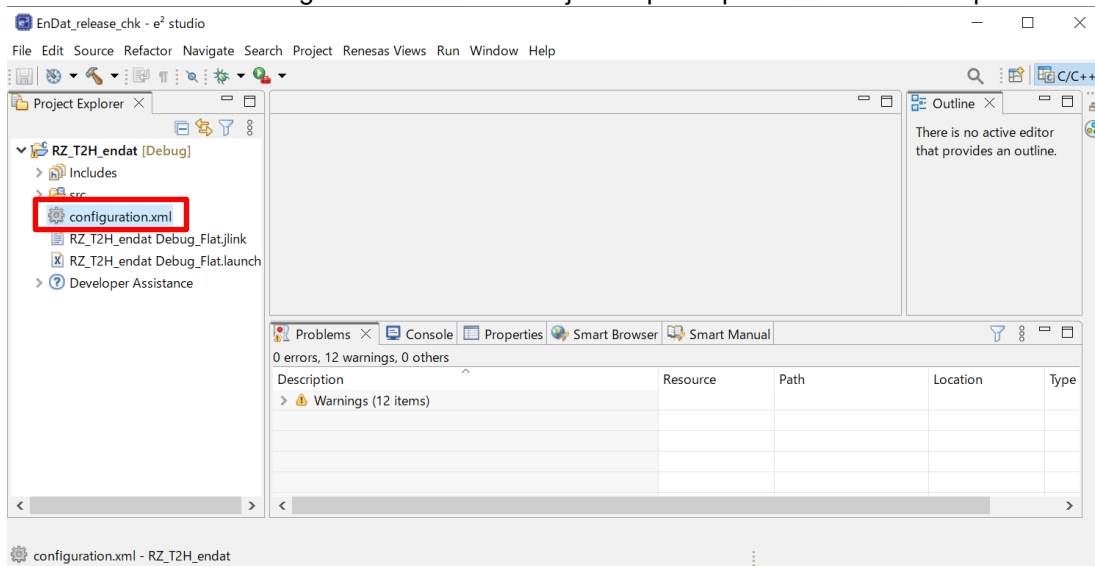 EnDat_release_chk - e² studio
File Edit Source Refactor Navigate Search Project Renesas Views Run Window Help
C/C++
Project Explorer
Outline
There is no active editor
that provides an outline.
RZ_T2H_endat [Debug]
Includes
src
configuration.xml
RZ_T2H_endat Debug_Flat.jlink
RZ_T2H_endat Debug_Flat.launch
Developer Assistance
Problems Console Properties Smart Browser Smart Manual
0 errors, 12 warnings, 0 others
Description Resource Path Location Type
Warnings (12 items)
configuration.xml - RZ_T2H_endat